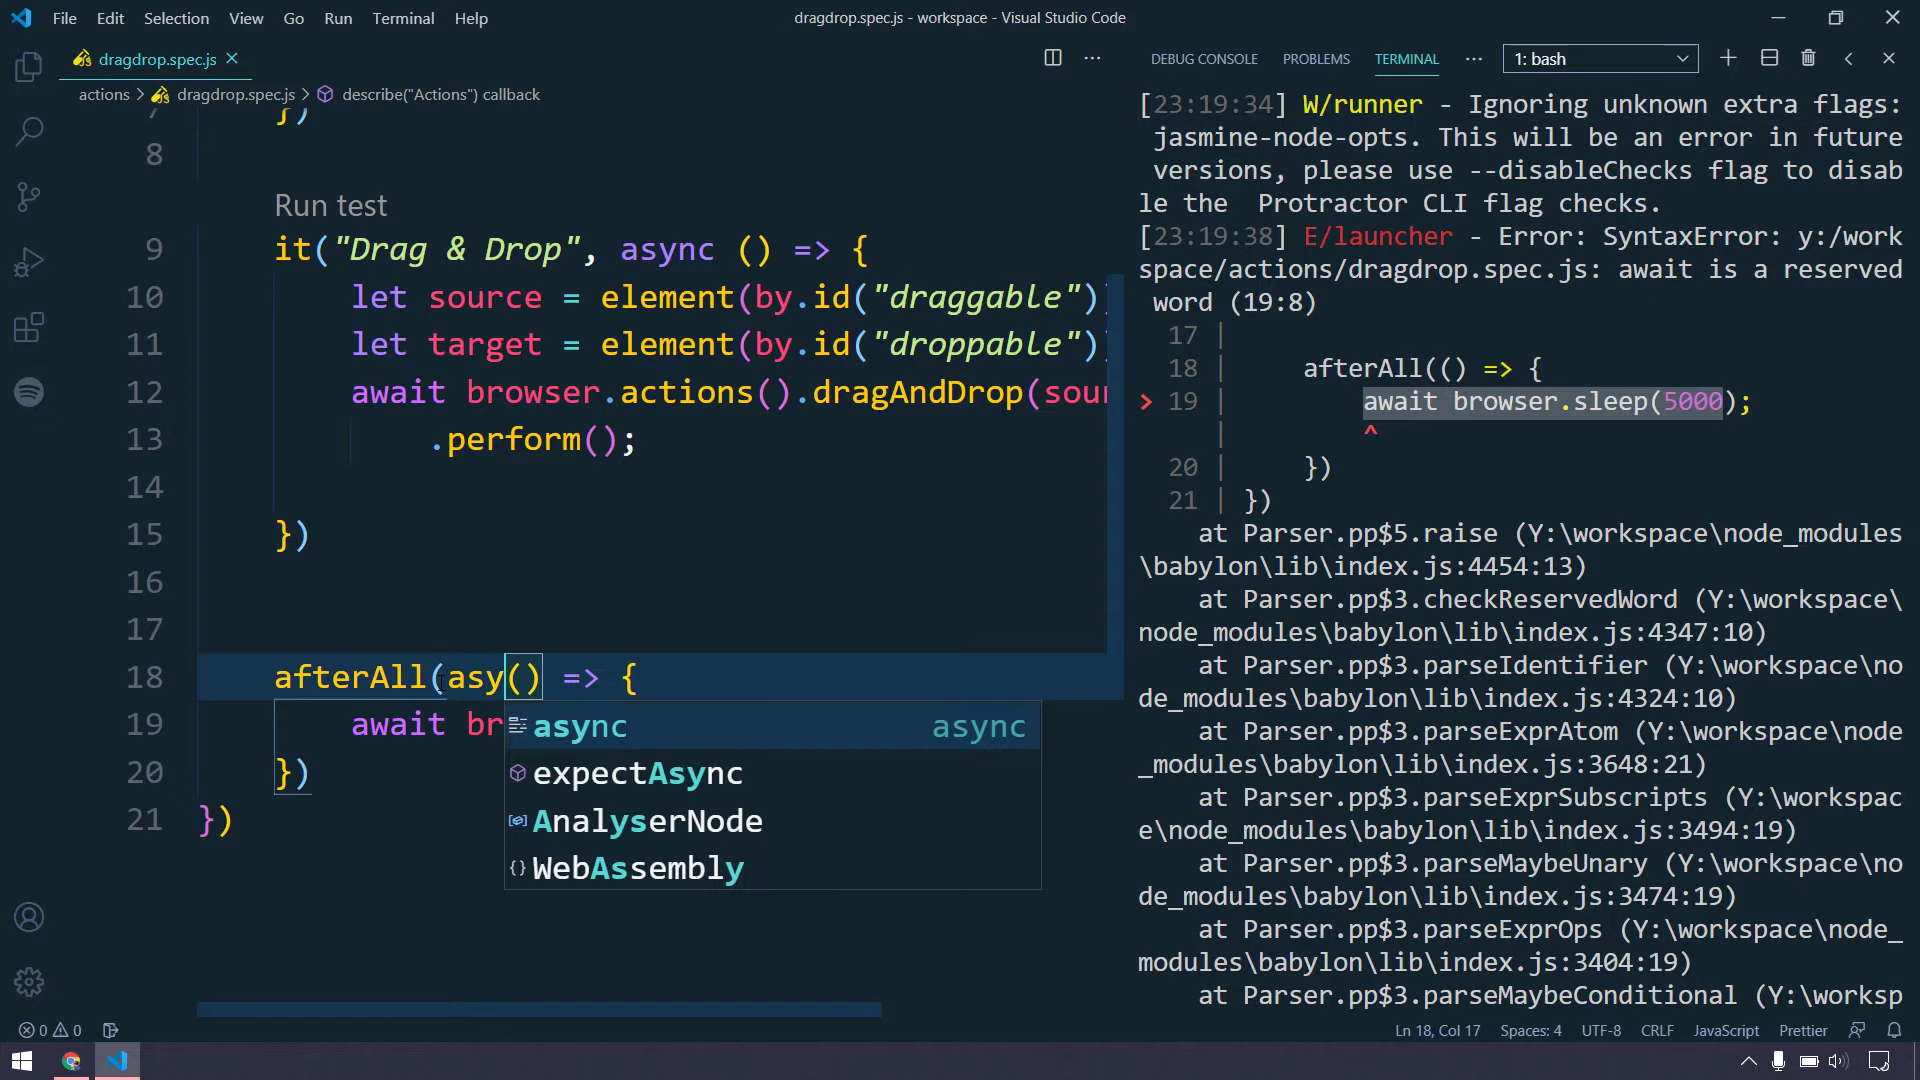 File Edit Selection View Go Run Terminal Help
dragdrop.spec.js - workspace - Visual Studio Code
dragdrop.spec.js
actions > dragdrop.spec.js > describe("Actions") callback
7 })
8
Run test
9 it("Drag & Drop", async () => {
10 let source = element(by.id("draggable")
11 let target = element(by.id("droppable")
12 await browser.actions().dragAndDrop(sour
13 .perform();
14
15 })
16
17
18 afterAll(asy() => {
19 await br
20 })
21 })
async async
expectAsync
AnalyserNode
WebAssembly
DEBUG CONSOLE PROBLEMS TERMINAL ··· 1: bash
[23:19:34] W/runner - Ignoring unknown extra flags:
jasmine-node-opts. This will be an error in future
versions, please use --disableChecks flag to disab
le the  Protractor CLI flag checks.
[23:19:38] E/launcher - Error: SyntaxError: y:/work
space/actions/dragdrop.spec.js: await is a reserved
word (19:8)
17 |
18 | afterAll(() => {
> 19 | await browser.sleep(5000);
| ^
20 | })
21 | })
at Parser.pp$5.raise (Y:\workspace\node_modules
\babylon\lib\index.js:4454:13)
at Parser.pp$3.checkReservedWord (Y:\workspace\
node_modules\babylon\lib\index.js:4347:10)
at Parser.pp$3.parseIdentifier (Y:\workspace\no
de_modules\babylon\lib\index.js:4324:10)
at Parser.pp$3.parseExprAtom (Y:\workspace\node
_modules\babylon\lib\index.js:3648:21)
at Parser.pp$3.parseExprSubscripts (Y:\workspac
e\node_modules\babylon\lib\index.js:3494:19)
at Parser.pp$3.parseMaybeUnary (Y:\workspace\no
de_modules\babylon\lib\index.js:3474:19)
at Parser.pp$3.parseExprOps (Y:\workspace\node_
modules\babylon\lib\index.js:3404:19)
at Parser.pp$3.parseMaybeConditional (Y:\worksp
0 0
Ln 18, Col 17 Spaces: 4 UTF-8 CRLF JavaScript Prettier